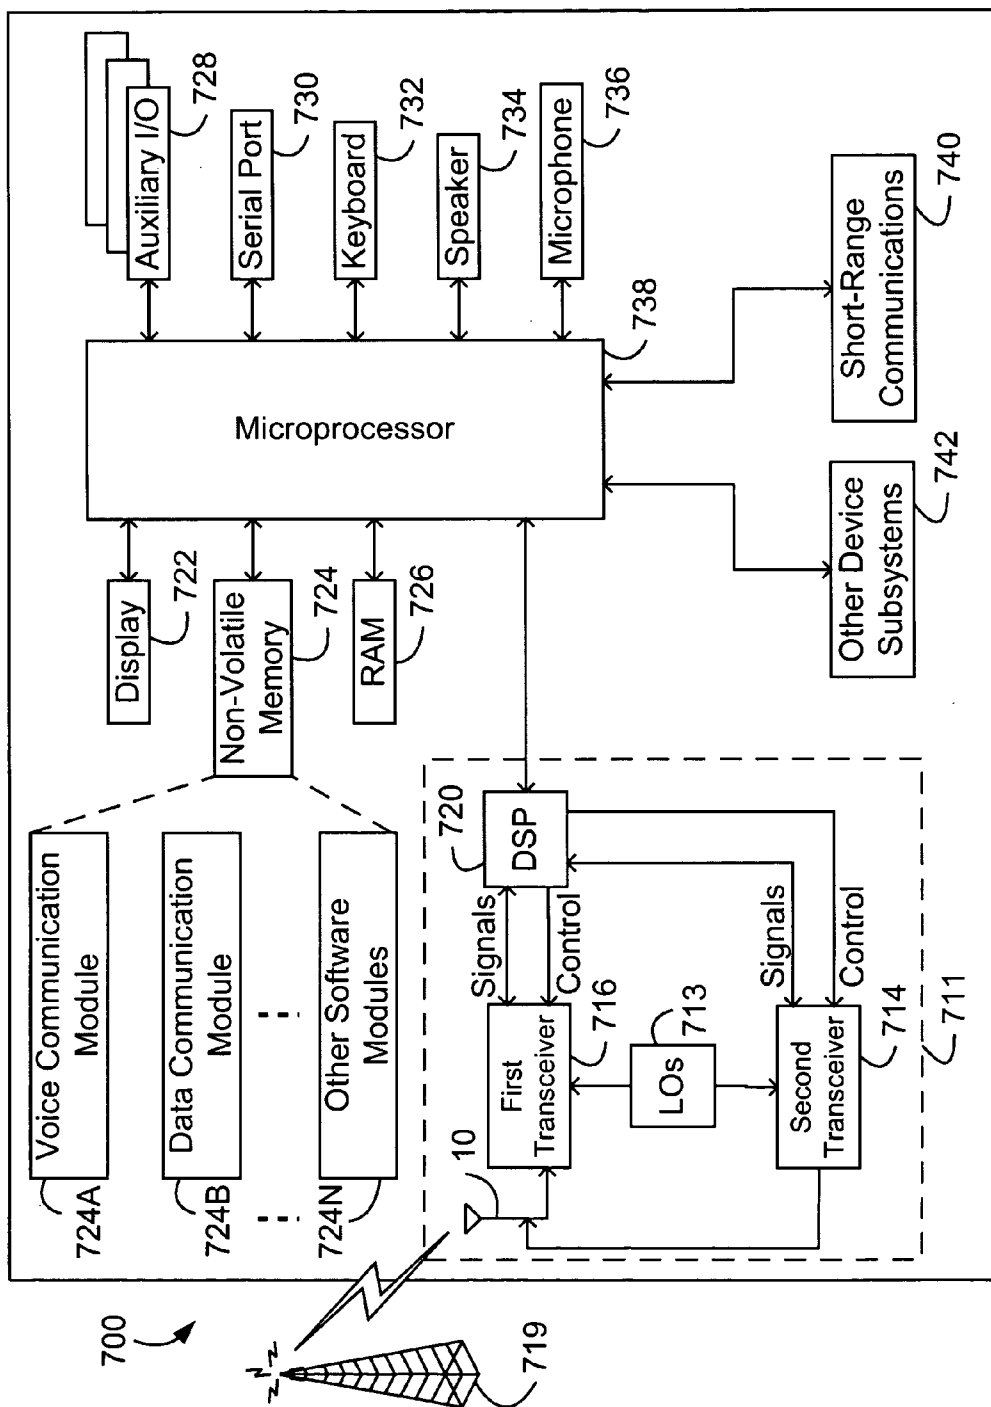 700
719
Voice Communication
Module
724A
Data Communication
Module
724B
Other Software
Modules
724N
Display
722
Non-Volatile
Memory
724
RAM
726
Microprocessor
738
Auxiliary I/O
728
Serial Port
730
Keyboard
732
Speaker
734
Microphone
736
10
First
Transceiver
716
Signals
Control
DSP
720
LOs
713
Second
Transceiver
714
Signals
Control
711
Other Device
Subsystems
742
Short-Range
Communications
740